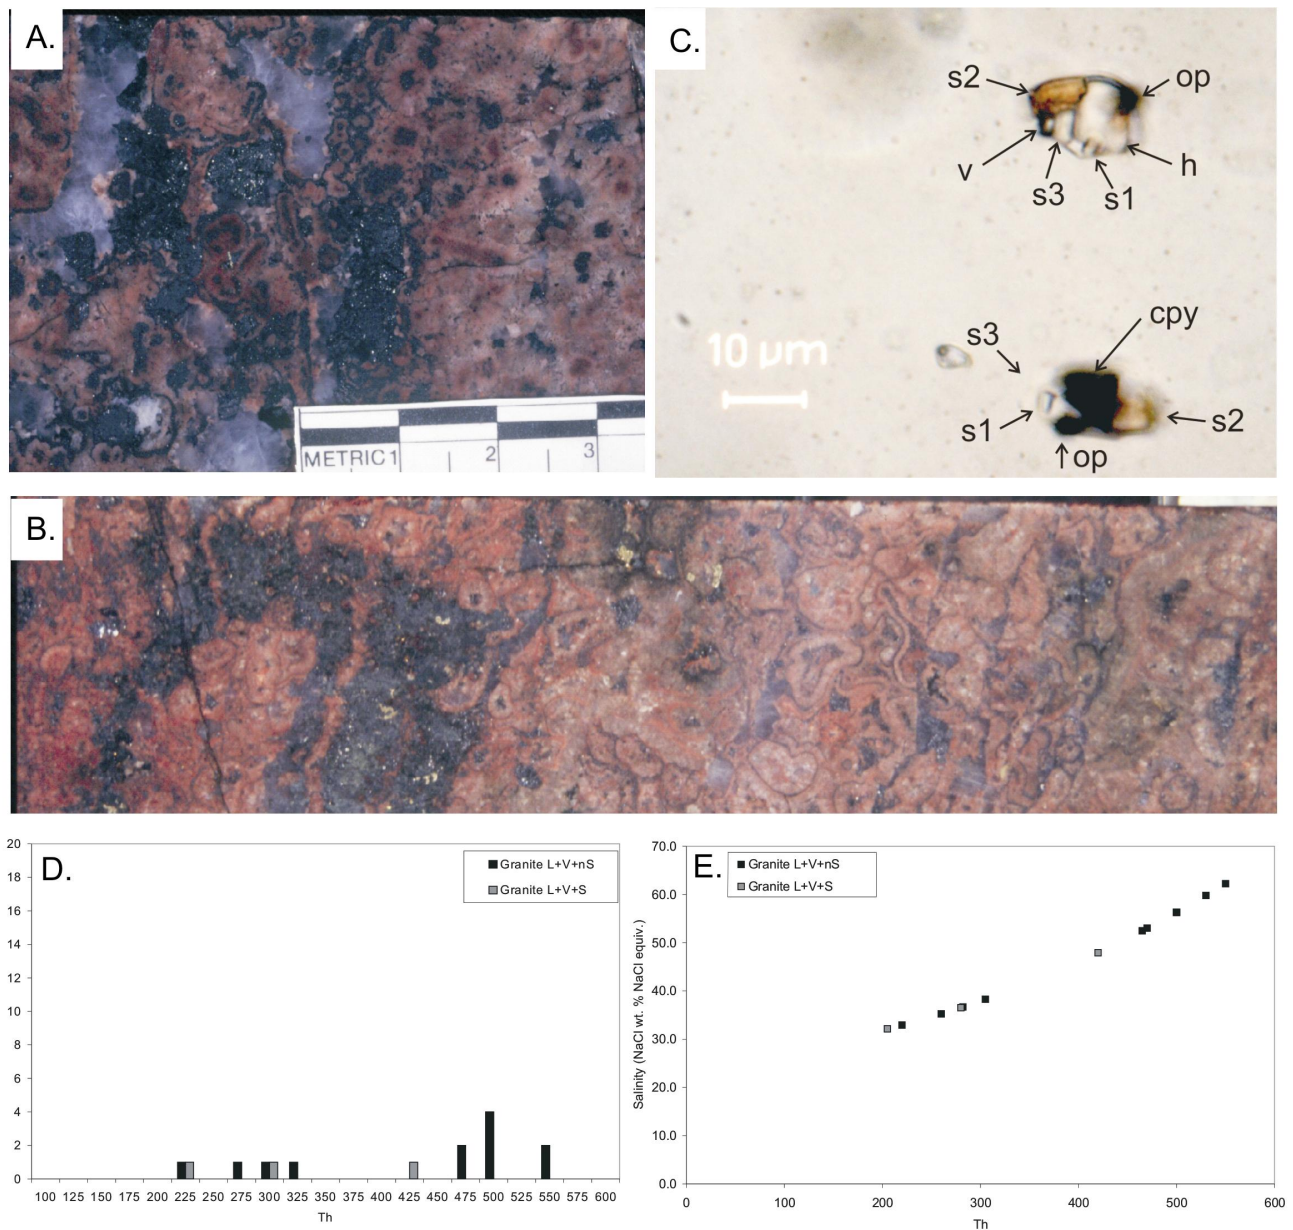 A.
METRIC 1 2 3
C.
s2
op
v
s3
s1
h
10 µm
cpy
s3
s1
s2
op
B.
D.
20
18
16
14
12
10
8
6
4
2
0
Granite L+V+nS
Granite L+V+S
100 125 150 175 200 225 250 275 300 325 350 375 400 425 450 475 500 525 550 575 600
Th
E.
70.0
60.0
50.0
40.0
30.0
20.0
10.0
0.0
Salinity (NaCl wt. % NaCl equiv.)
Granite L+V+nS
Granite L+V+S
0 100 200 300 400 500 600
Th